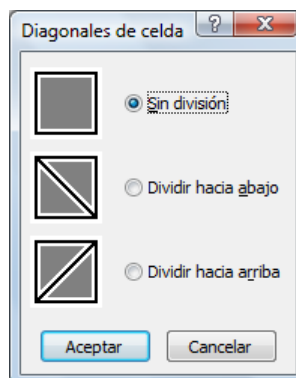 Diagonales de celda
Sin división
Dividir hacia abajo
Dividir hacia arriba
Aceptar
Cancelar